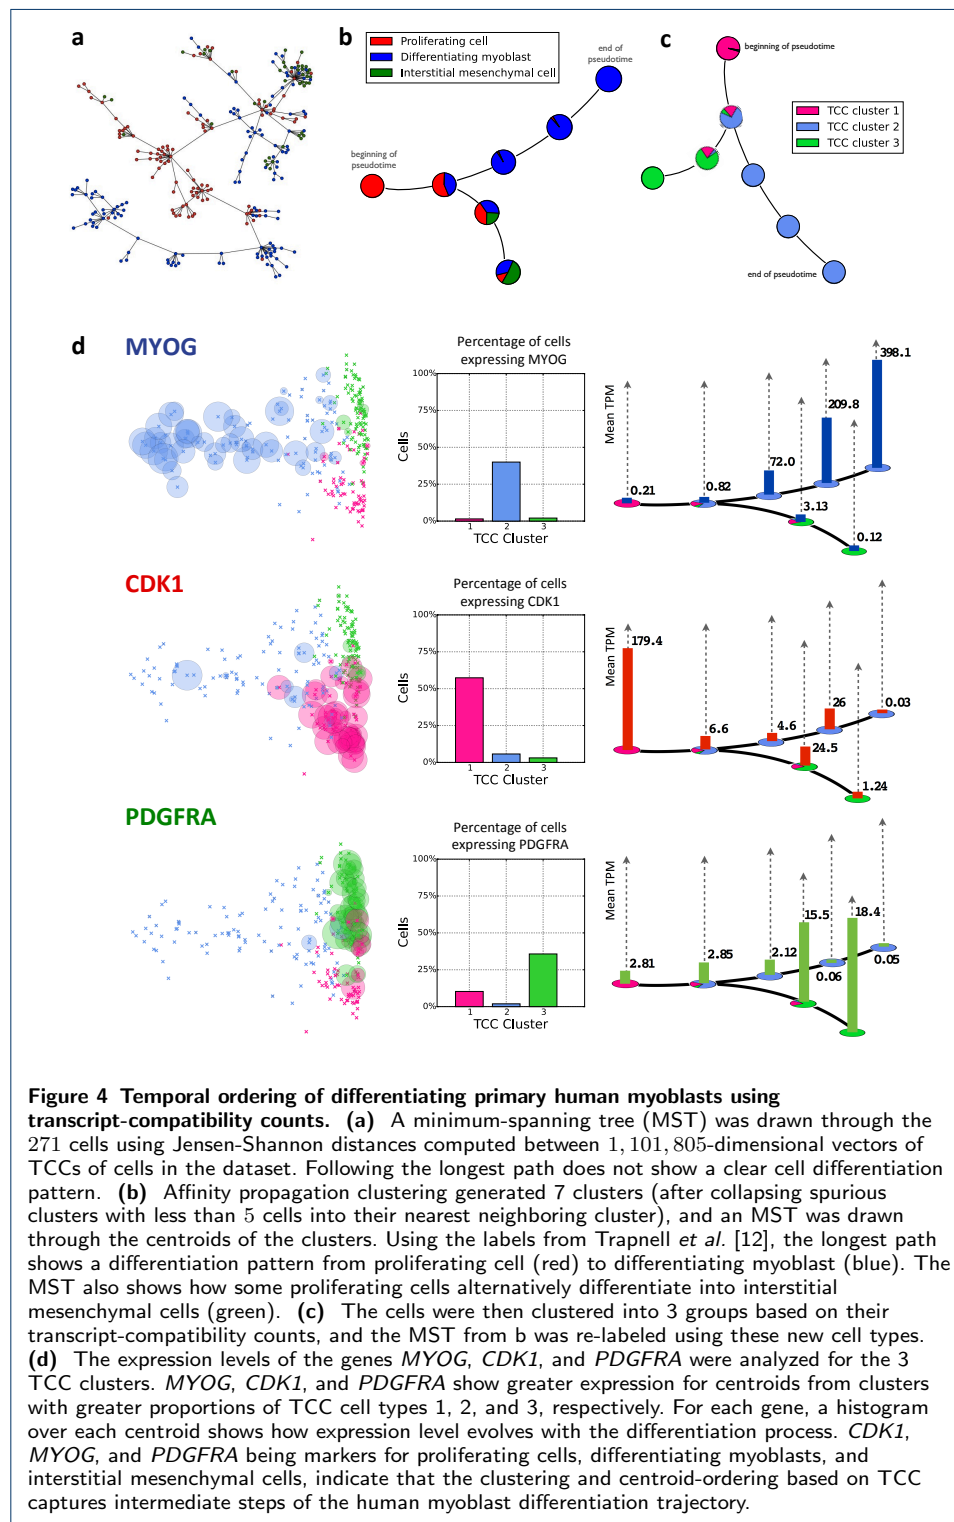 a
b
Proliferating cell
Differentiating myoblast
Interstitial mesenchymal cell
end of
pseudotime
beginning of
pseudotime
c
beginning of pseudotime
TCC cluster 1
TCC cluster 2
TCC cluster 3
end of pseudotime
d
MYOG
Percentage of cells
expressing MYOG
100%
75%
50%
25%
0%
Cells
1 2 3
TCC Cluster
Mean TPM
0.21
0.82
72.0
209.8
398.1
3.13
0.12
CDK1
Percentage of cells
expressing CDK1
100%
75%
50%
25%
0%
Cells
1 2 3
TCC Cluster
Mean TPM
179.4
6.6
4.6
26
0.03
24.5
1.24
PDGFRA
Percentage of cells
expressing PDGFRA
100%
75%
50%
25%
0%
Cells
1 2 3
TCC Cluster
Mean TPM
2.81
2.85
2.12
15.5
18.4
0.06
0.05
Figure 4 Temporal ordering of differentiating primary human myoblasts using
transcript-compatibility counts. (a) A minimum-spanning tree (MST) was drawn through the
271 cells using Jensen-Shannon distances computed between 1, 101, 805-dimensional vectors of
TCCs of cells in the dataset. Following the longest path does not show a clear cell differentiation
pattern. (b) Affinity propagation clustering generated 7 clusters (after collapsing spurious
clusters with less than 5 cells into their nearest neighboring cluster), and an MST was drawn
through the centroids of the clusters. Using the labels from Trapnell et al. [12], the longest path
shows a differentiation pattern from proliferating cell (red) to differentiating myoblast (blue). The
MST also shows how some proliferating cells alternatively differentiate into interstitial
mesenchymal cells (green). (c) The cells were then clustered into 3 groups based on their
transcript-compatibility counts, and the MST from b was re-labeled using these new cell types.
(d) The expression levels of the genes MYOG, CDK1, and PDGFRA were analyzed for the 3
TCC clusters. MYOG, CDK1, and PDGFRA show greater expression for centroids from clusters
with greater proportions of TCC cell types 1, 2, and 3, respectively. For each gene, a histogram
over each centroid shows how expression level evolves with the differentiation process. CDK1,
MYOG, and PDGFRA being markers for proliferating cells, differentiating myoblasts, and
interstitial mesenchymal cells, indicate that the clustering and centroid-ordering based on TCC
captures intermediate steps of the human myoblast differentiation trajectory.